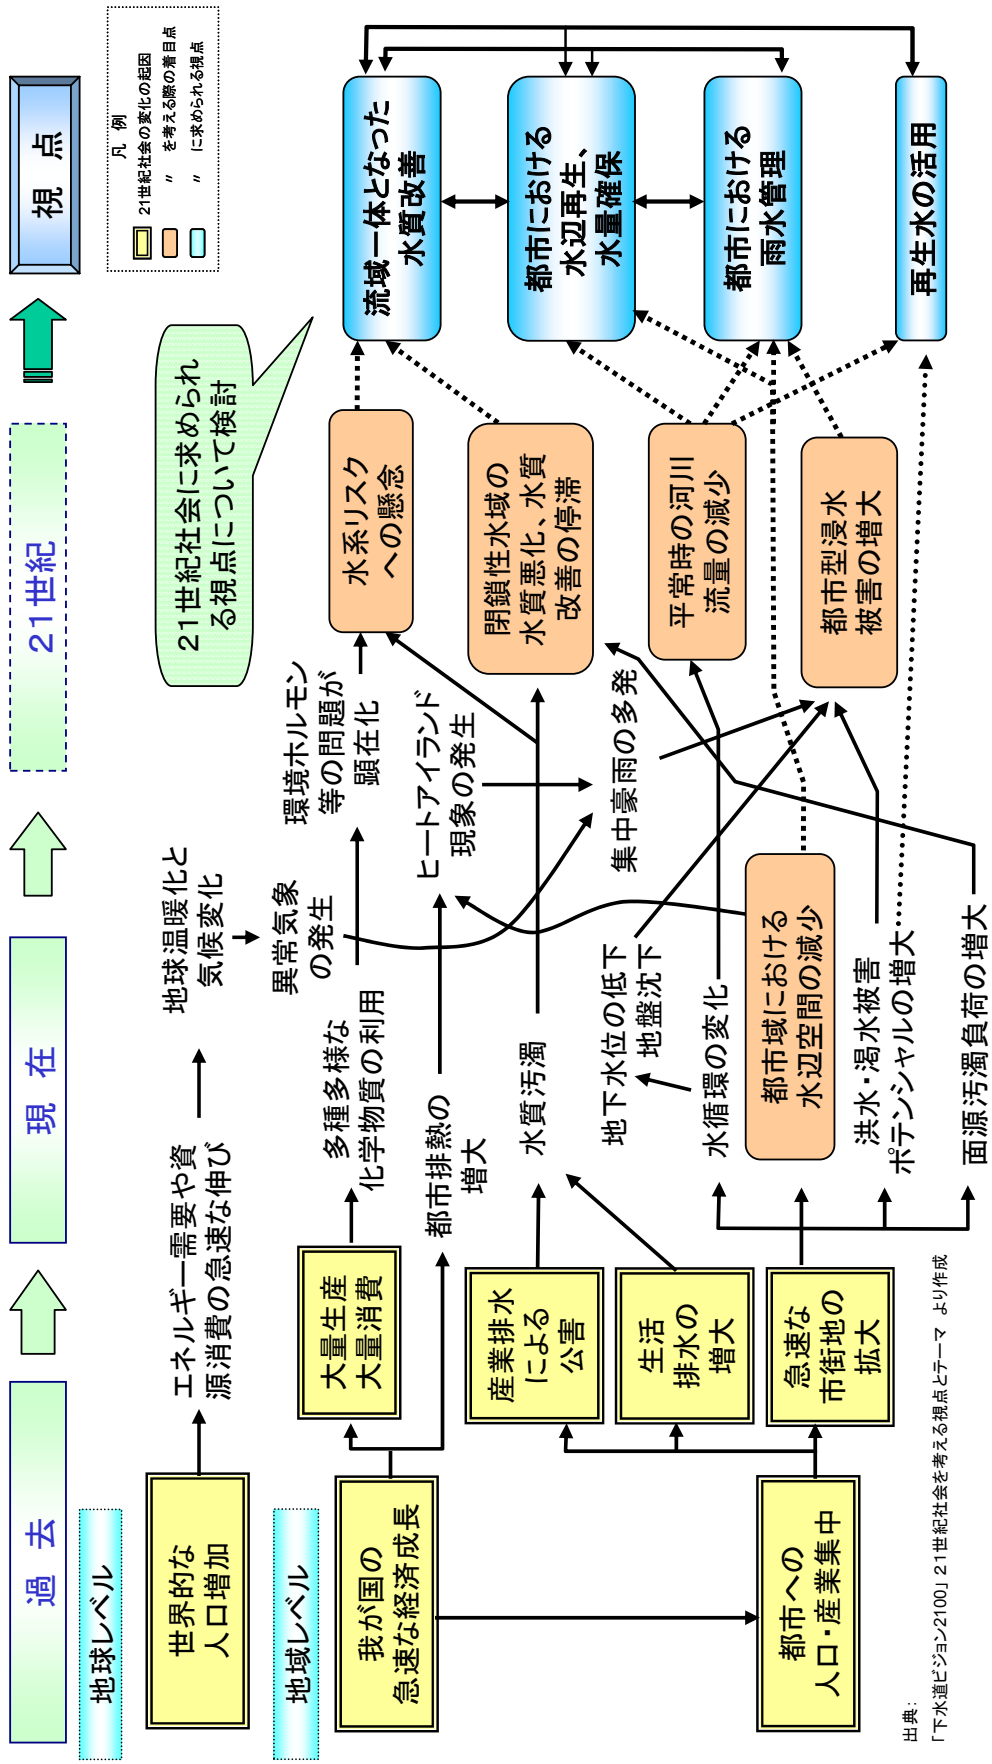 過　去
現　在
21世紀
視　点
凡　例
21世紀社会の変化の起因
〃　を考える際の着目点
〃　に求められる視点
21世紀社会に求められ
る視点について検討
地球レベル
世界的な
人口増加
エネルギー需要や資
源消費の急速な伸び
地球温暖化と
気候変化
異常気象
の発生
地域レベル
我が国の
急速な経済成長
大量生産
大量消費
多種多様な
化学物質の利用
環境ホルモン
等の問題が
顕在化
水系リスク
への懸念
流域一体となった
水質改善
都市排熱の
増大
ヒートアイランド
現象の発生
産業排水
による
公害
水質汚濁
閉鎖性水域の
水質悪化、水質
改善の停滞
都市における
水辺再生、
水量確保
生活
排水の
増大
地下水位の低下
地盤沈下
集中豪雨の多発
水循環の変化
平常時の河川
流量の減少
都市における
雨水管理
都市への
人口・産業集中
急速な
市街地の
拡大
都市域における
水辺空間の減少
都市型浸水
被害の増大
洪水・渇水被害
ポテンシャルの増大
再生水の活用
面源汚濁負荷の増大
出典：
「下水道ビジョン2100」21世紀社会を考える視点とテーマ　より作成